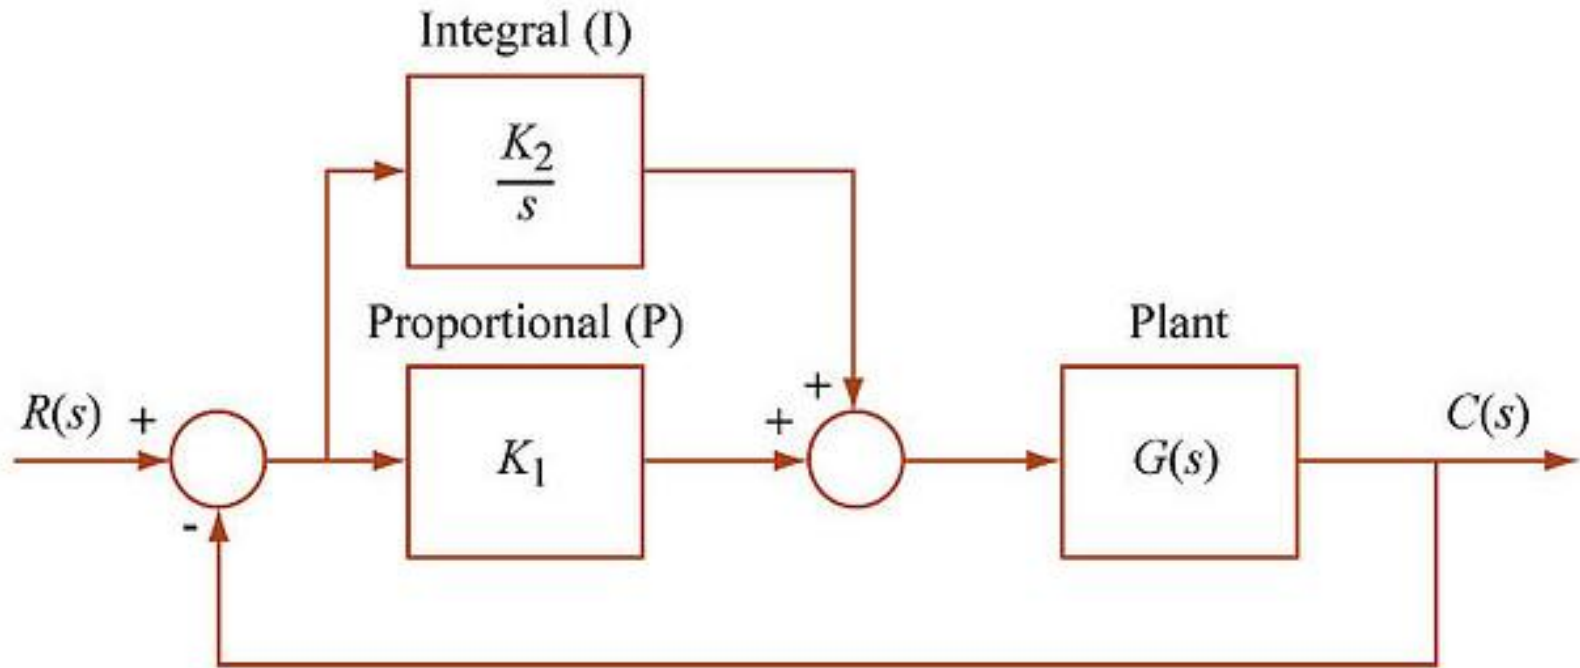 Integral (I)
K₂
s
Proportional (P)
Plant
R(s) +
+
+
C(s)
K₁
G(s)
-